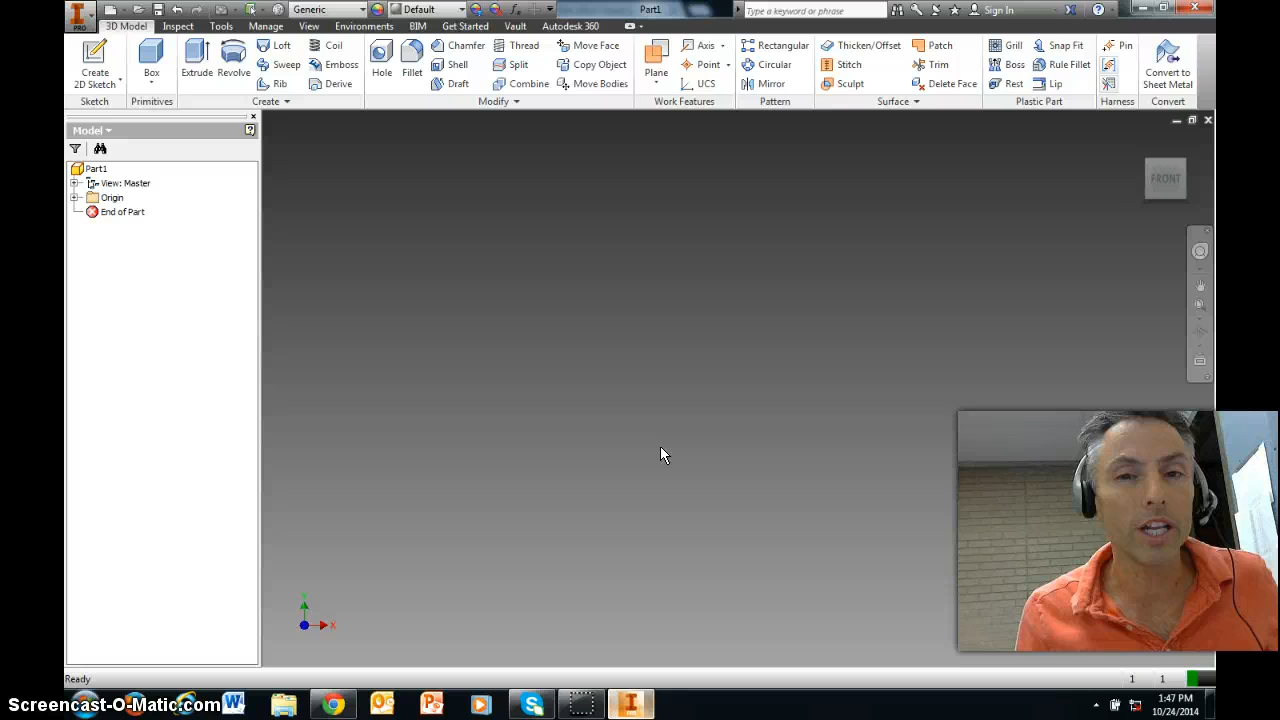 PRO Generic Default fx Part1 Type a keyword or phrase Sign In
3D Model Inspect Tools Manage View Environments BIM Get Started Vault Autodesk 360
Create 2D Sketch Box Extrude Revolve Loft Coil Hole Fillet Chamfer Thread Move Face Plane Axis Rectangular Thicken/Offset Patch Grill Snap Fit Pin Convert to Sheet Metal
Sweep Emboss Shell Split Copy Object Point Circular Stitch Trim Boss Rule Fillet
Rib Derive Draft Combine Move Bodies UCS Mirror Sculpt Delete Face Rest Lip
Sketch Primitives Create Modify Work Features Pattern Surface Plastic Part Harness Convert
Model
Part1
View: Master
Origin
End of Part
FRONT
Y
X
Ready 1 1
Screencast-O-Matic.com
1:47 PM
10/24/2014